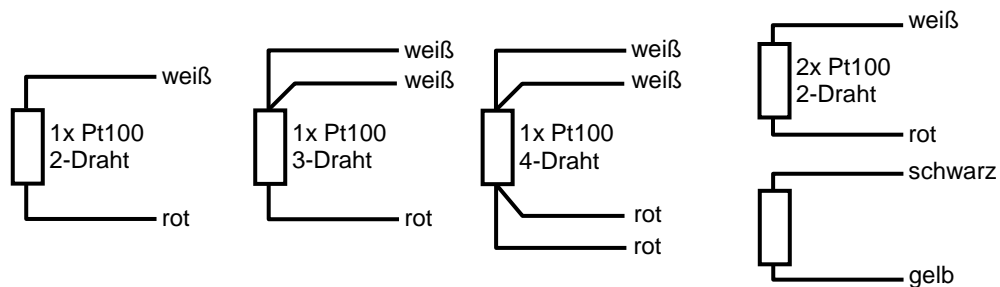 weiß
1x Pt100
2-Draht
rot
weiß
weiß
1x Pt100
3-Draht
rot
weiß
weiß
1x Pt100
4-Draht
rot
rot
weiß
2x Pt100
2-Draht
rot
schwarz
gelb